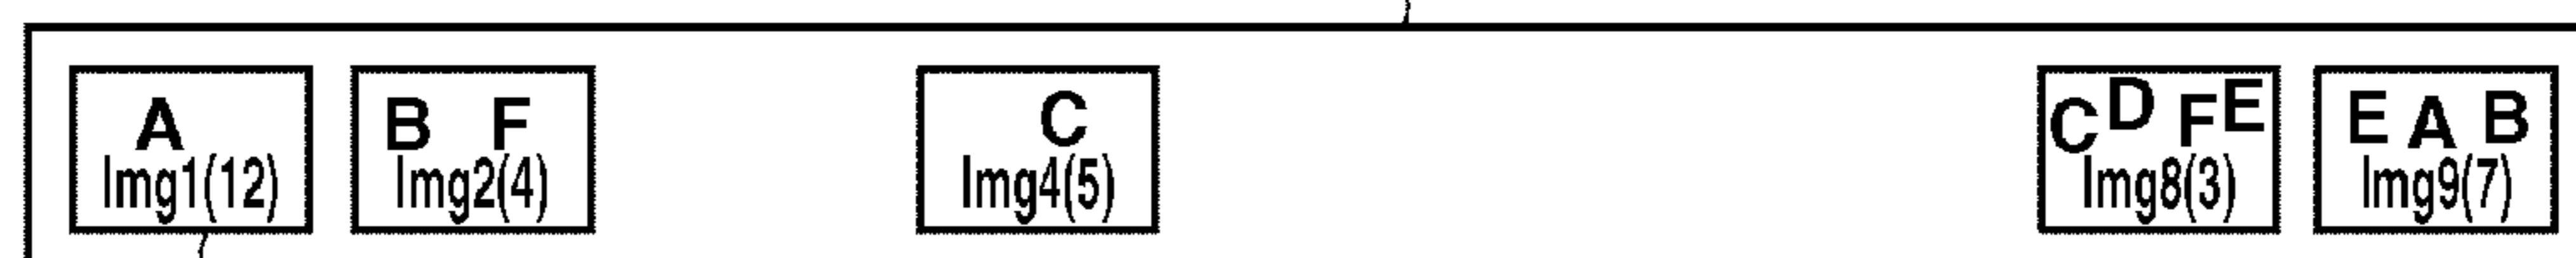 A
Img1(12)
B F
Img2(4)
C
Img4(5)
C D F E
Img8(3)
E A B
Img9(7)